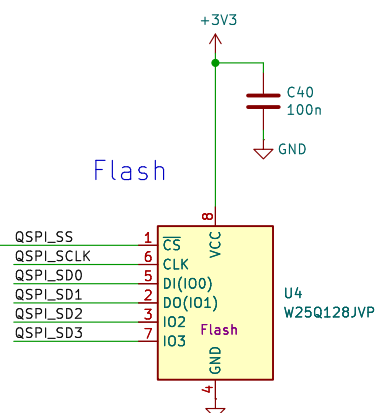 +3V3
C40
100n
GND
Flash
8
VCC
QSPI_SS 1 CS
QSPI_SCLK 6 CLK
QSPI_SD0 5 DI(IO0)
QSPI_SD1 2 DO(IO1)
QSPI_SD2 3 IO2
QSPI_SD3 7 IO3
Flash
U4
W25Q128JVP
GND
4